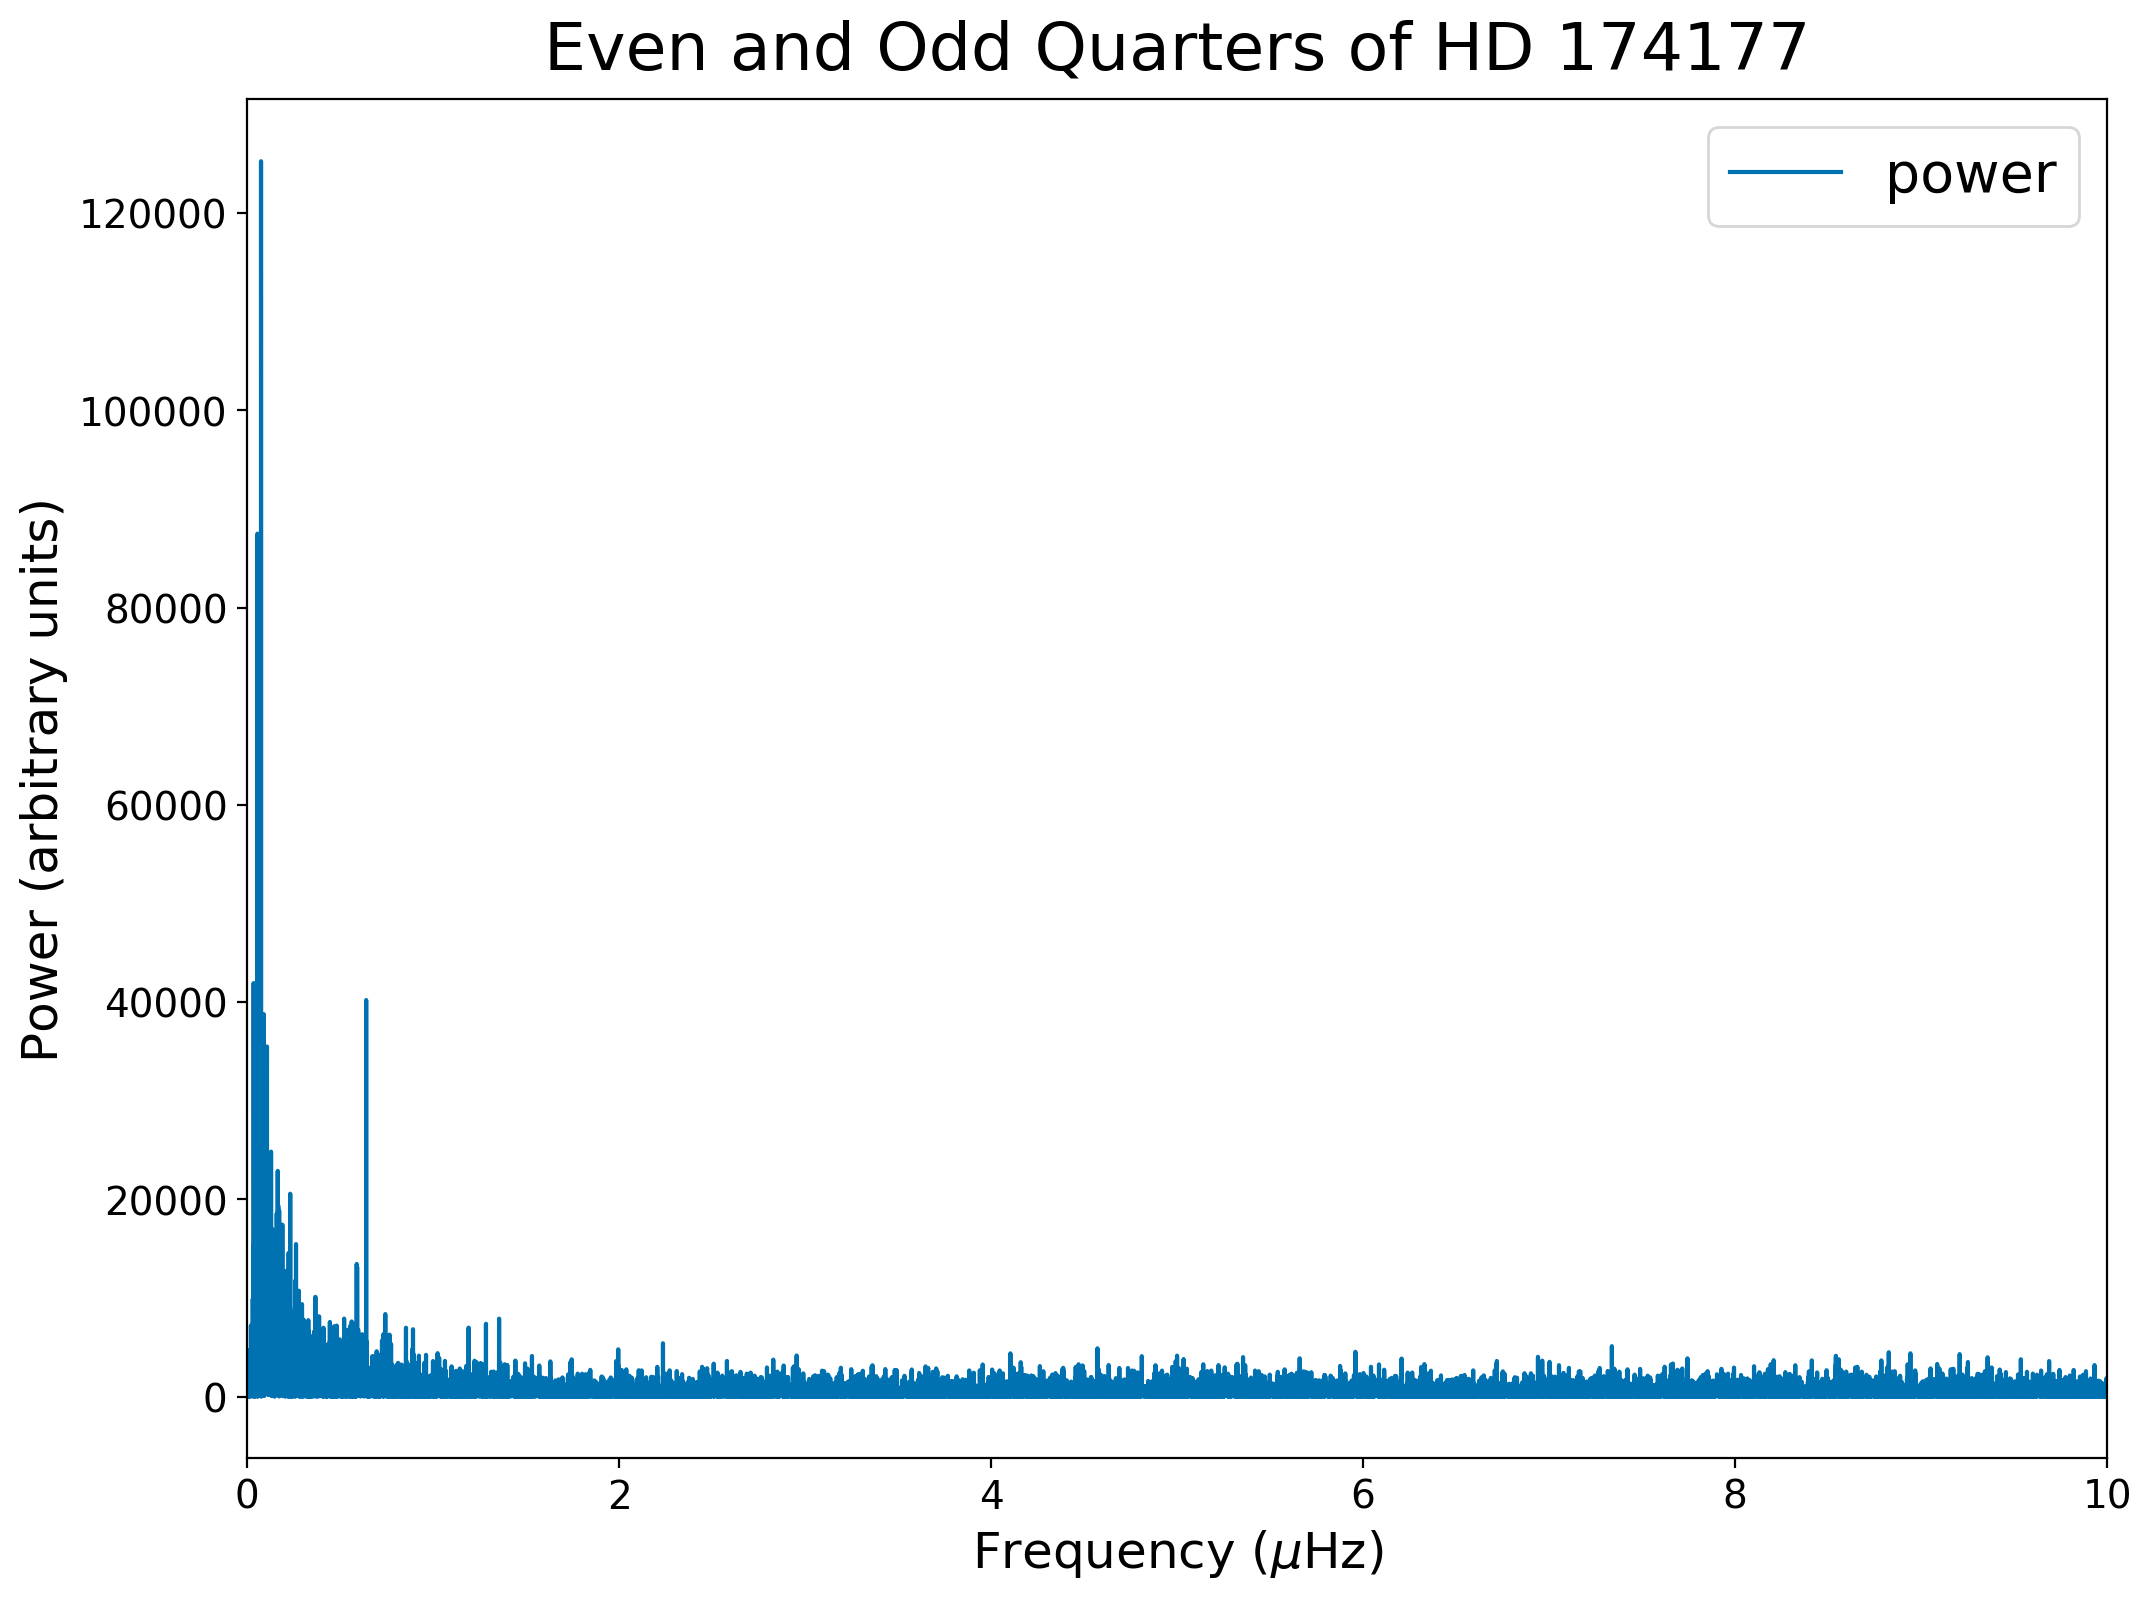 Even and Odd Quarters of HD 174177
power
120000
100000
80000
60000
40000
20000
0
Power (arbitrary units)
0 2 4 6 8 10
Frequency (μHz)